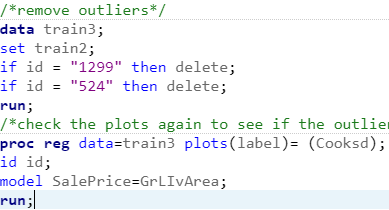 /*remove outliers*/
data train3;
set train2;
if id = "1299" then delete;
if id = "524" then delete;
run;
/*check the plots again to see if the outlie
proc reg data=train3 plots(label)= (Cooksd);
id id;
model SalePrice=GrLIvArea;
run;